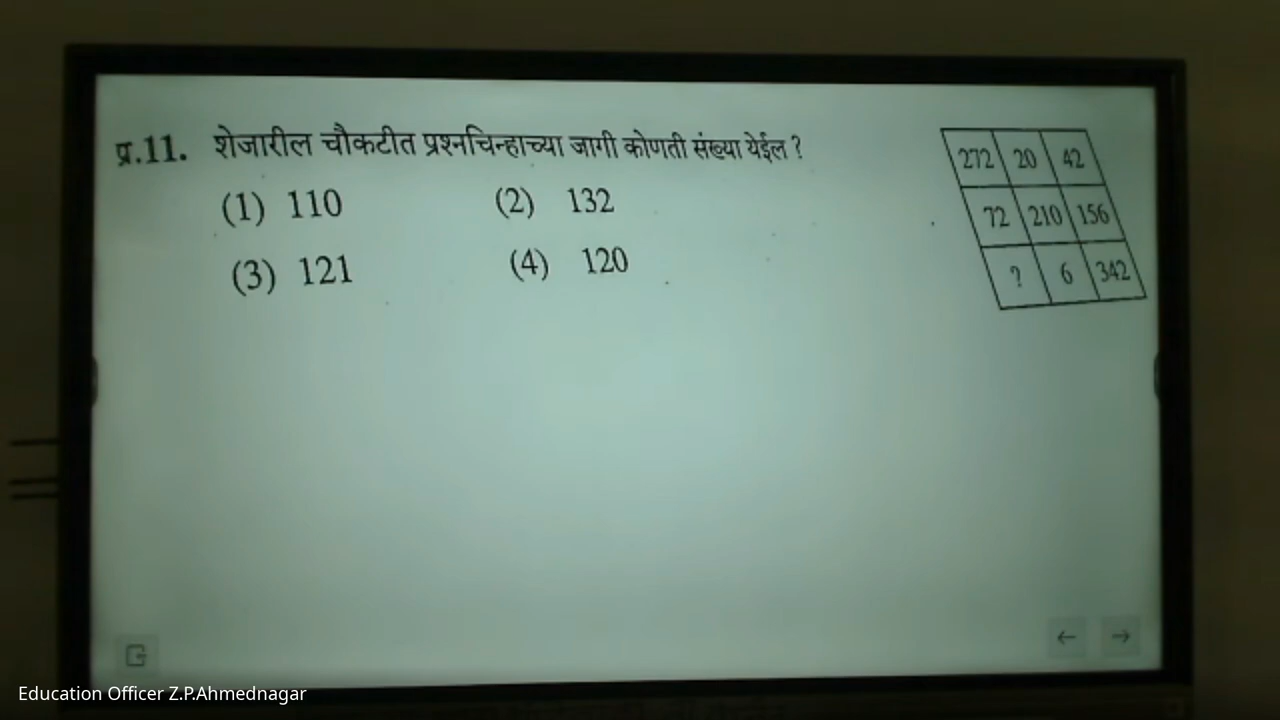 प्र.11. शेजारील चौकटीत प्रश्नचिन्हाच्या जागी कोणती संख्या येईल ?
(1) 110 (2) 132
(3) 121 (4) 120
272 20 42
72 210 156
? 6 342
Education Officer Z.P.Ahmednagar